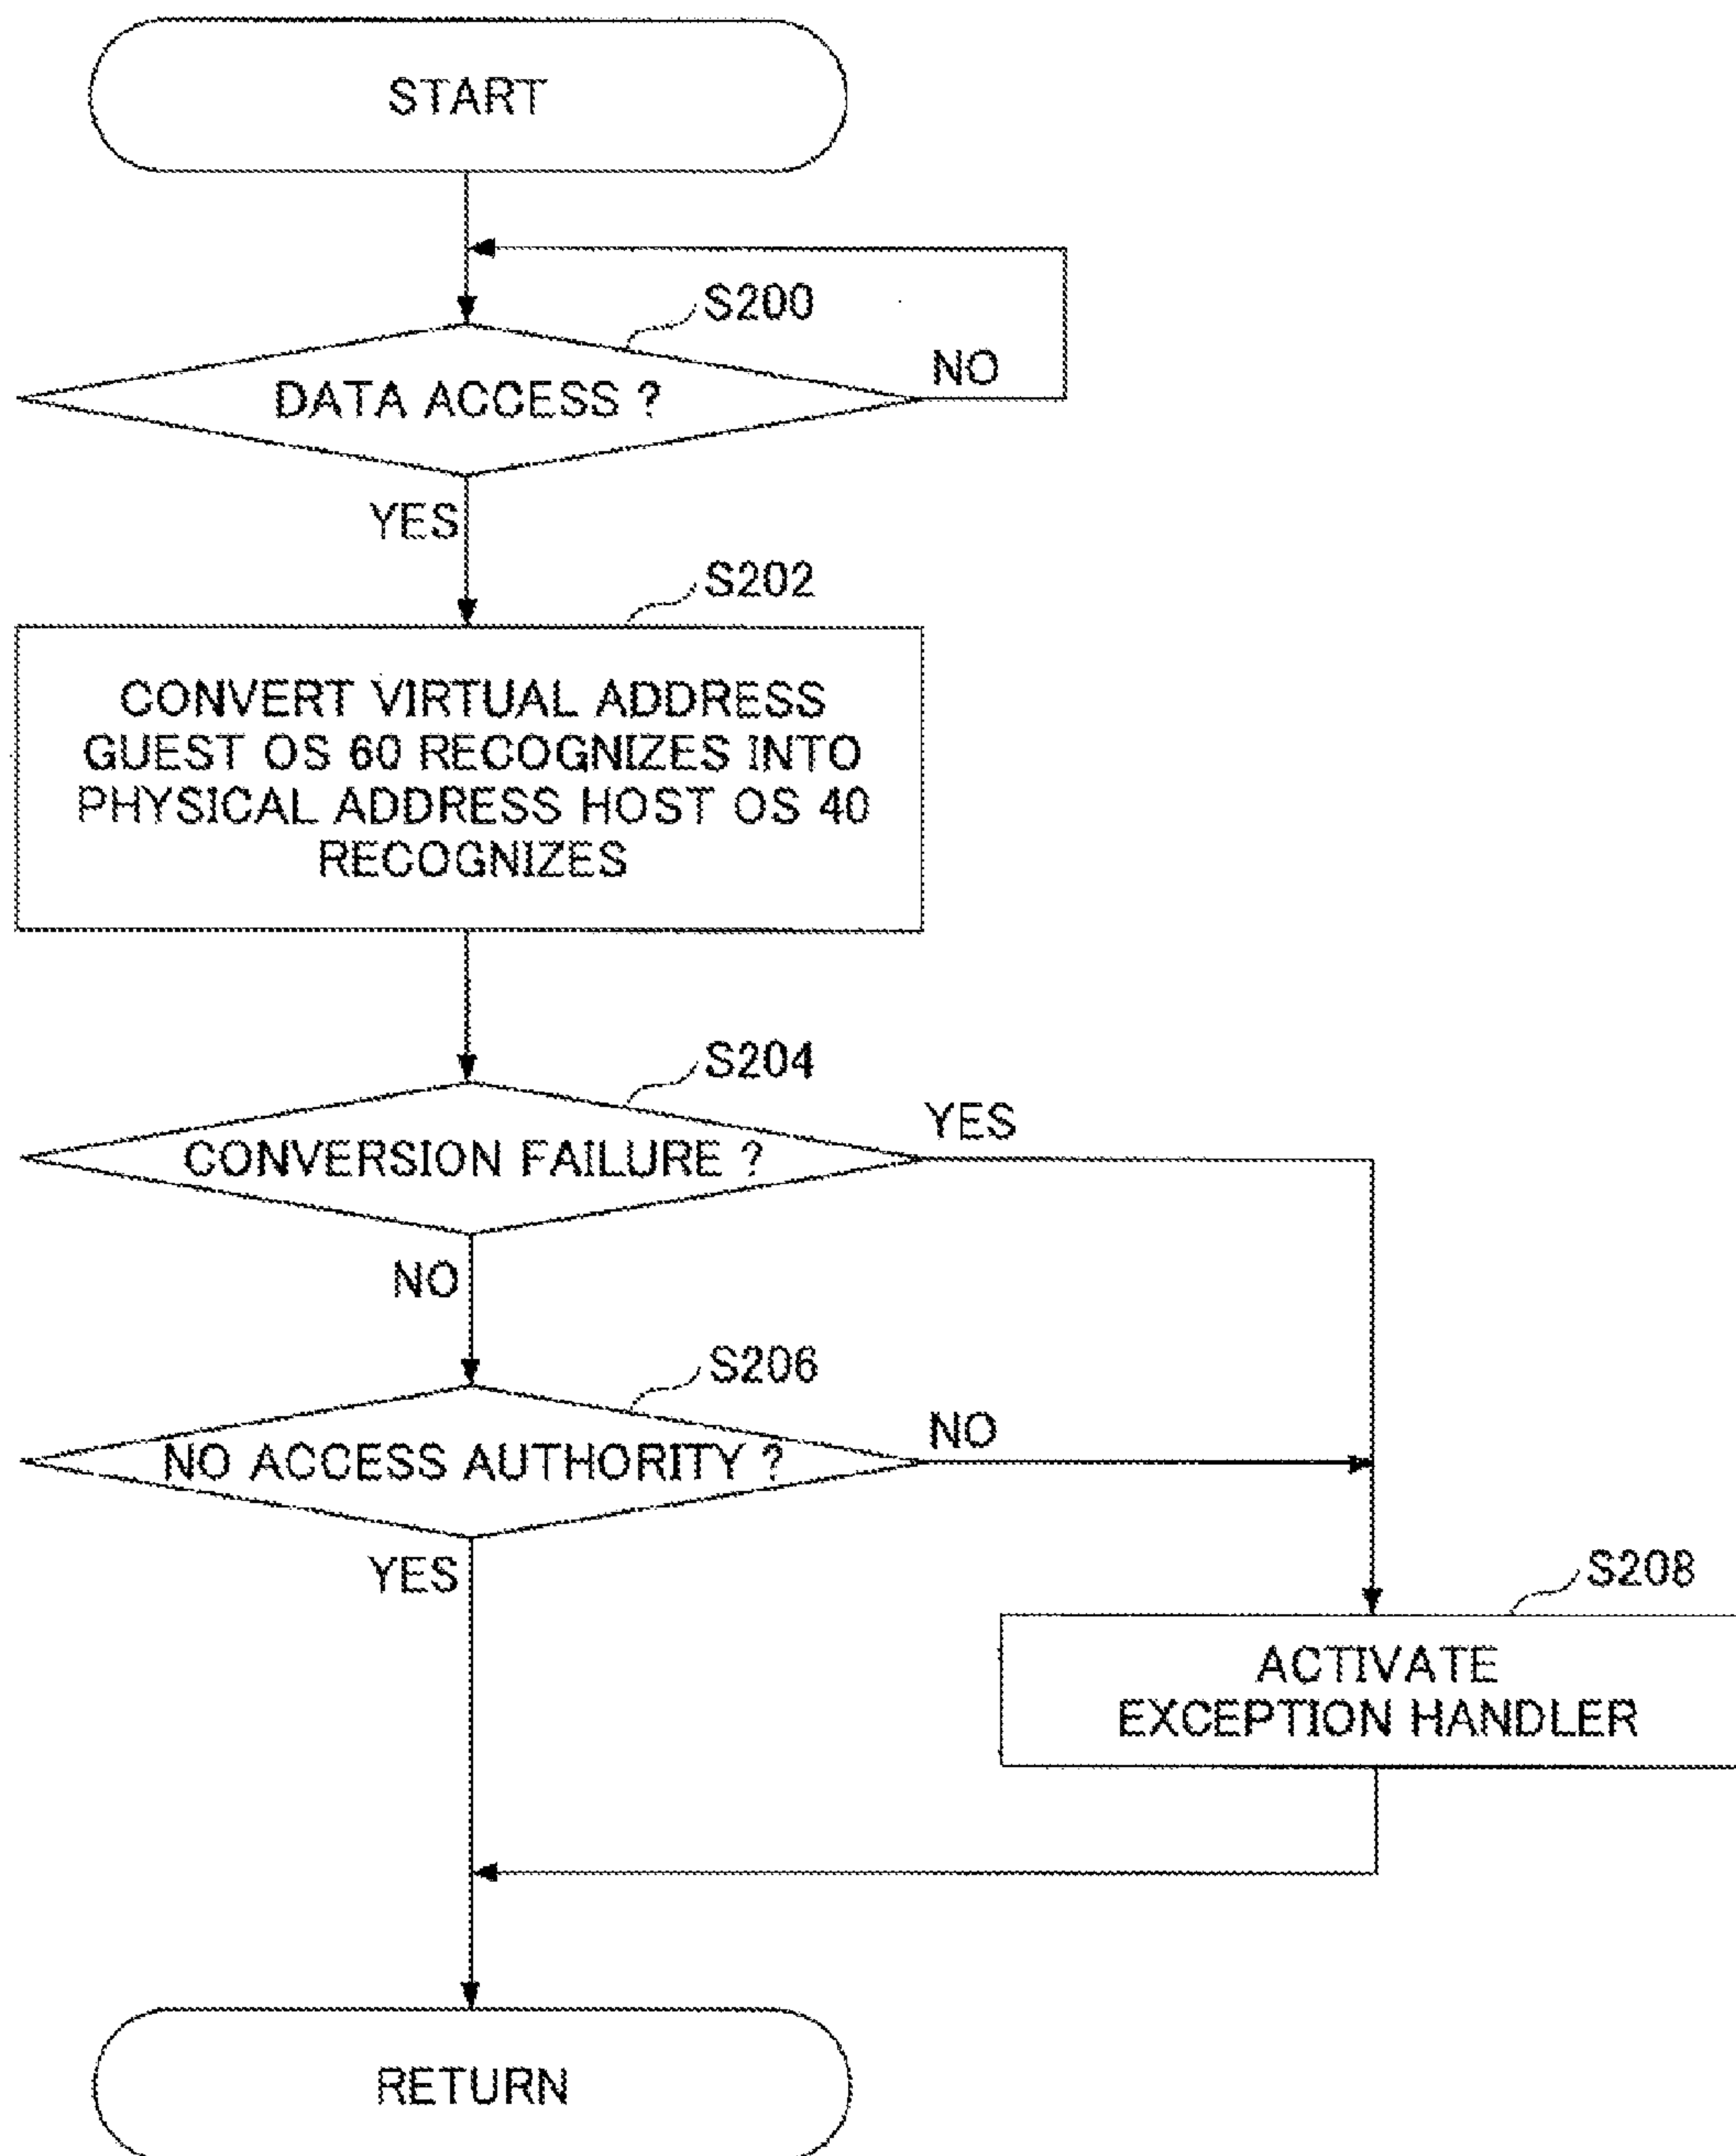 START
S200
DATA ACCESS ?
NO
YES
S202
CONVERT VIRTUAL ADDRESS
GUEST OS 60 RECOGNIZES INTO
PHYSICAL ADDRESS HOST OS 40
RECOGNIZES
S204
CONVERSION FAILURE ?
YES
NO
S206
NO ACCESS AUTHORITY ?
NO
YES
S208
ACTIVATE
EXCEPTION HANDLER
RETURN